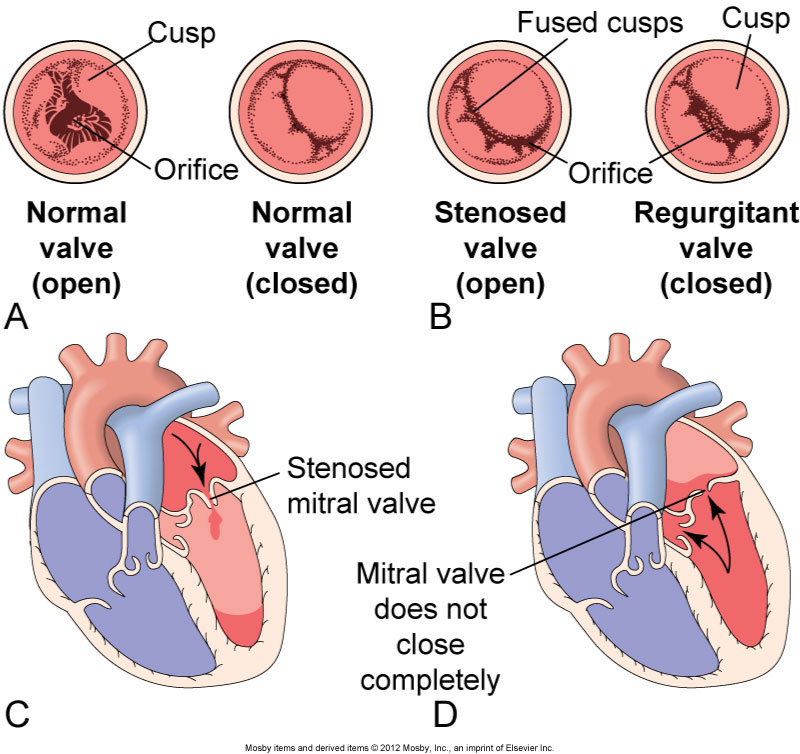 Cusp
Orifice
Normal
valve
(open)
Normal
valve
(closed)
A
Fused cusps
Cusp
Orifice
Stenosed
valve
(open)
Regurgitant
valve
(closed)
B
Stenosed
mitral valve
C
Mitral valve
does not
close
completely
D
Mosby items and derived items © 2012 Mosby, Inc., an imprint of Elsevier Inc.